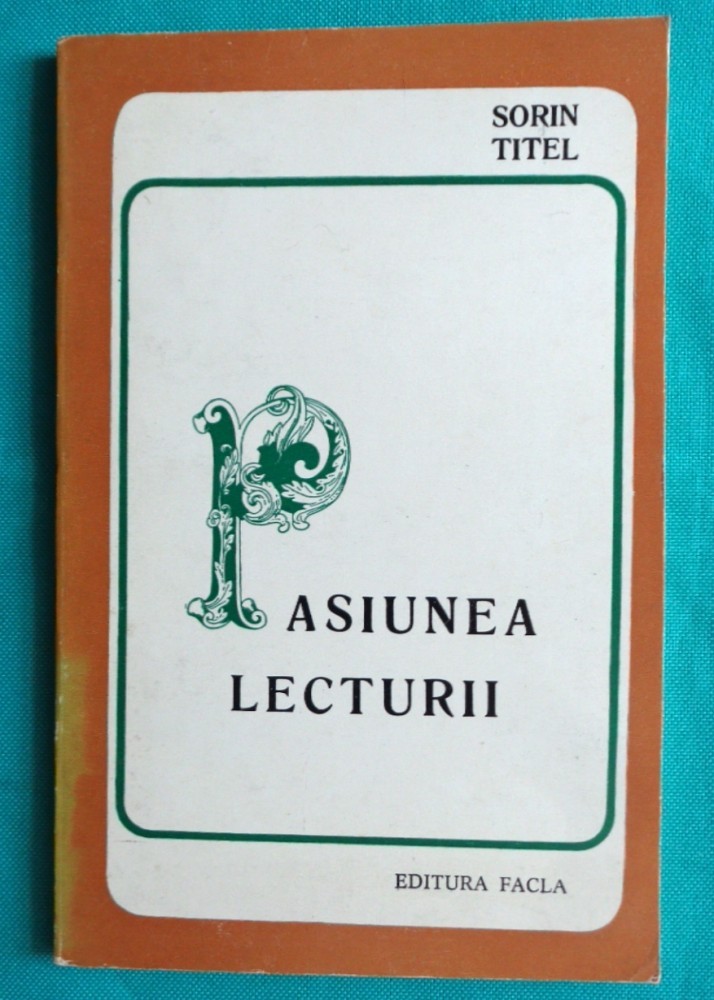 SORIN
TITEL
PASIUNEA
LECTURII
EDITURA FACLA